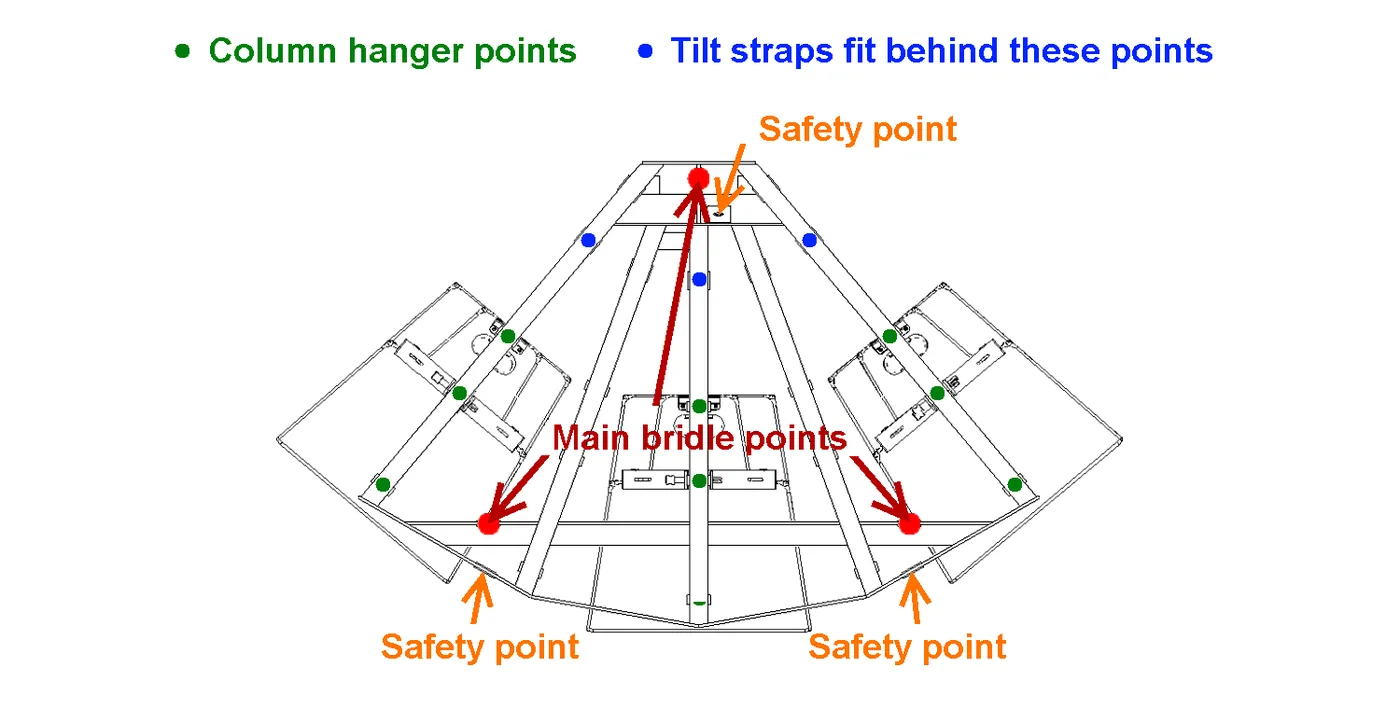 Column hanger points
Tilt straps fit behind these points
Safety point
Main bridle points
Safety point
Safety point